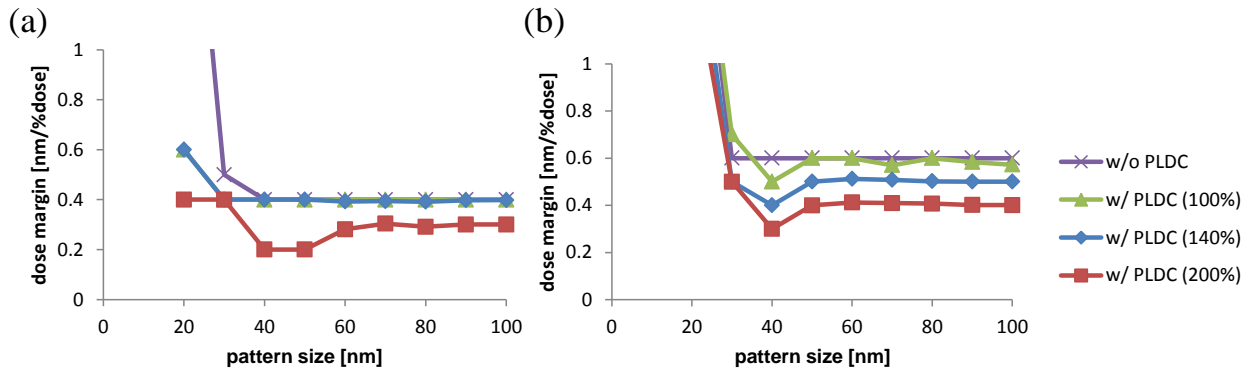 (a)
dose margin [nm/%dose]
1
0.8
0.6
0.4
0.2
0
0 20 40 60 80 100
pattern size [nm]
(b)
dose margin [nm/%dose]
1
0.8
0.6
0.4
0.2
0
0 20 40 60 80 100
pattern size [nm]
w/o PLDC
w/ PLDC (100%)
w/ PLDC (140%)
w/ PLDC (200%)